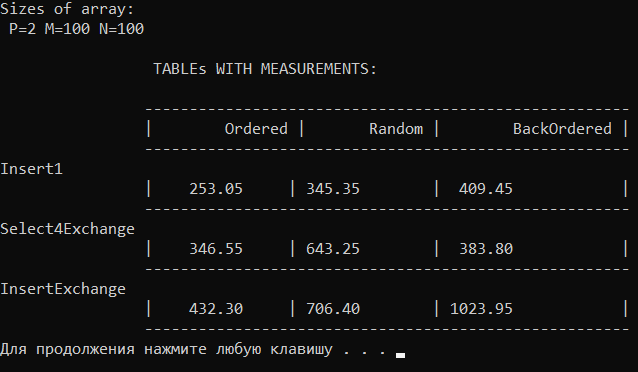 Sizes of array:
P=2 M=100 N=100
TABLEs WITH MEASUREMENTS:
---
| Ordered | Random | BackOrdered |
---
Insert1
| 253.05 | 345.35 | 409.45 |
---
Select4Exchange
| 346.55 | 643.25 | 383.80 |
---
InsertExchange
| 432.30 | 706.40 | 1023.95 |
---
Для продолжения нажмите любую клавишу . . .